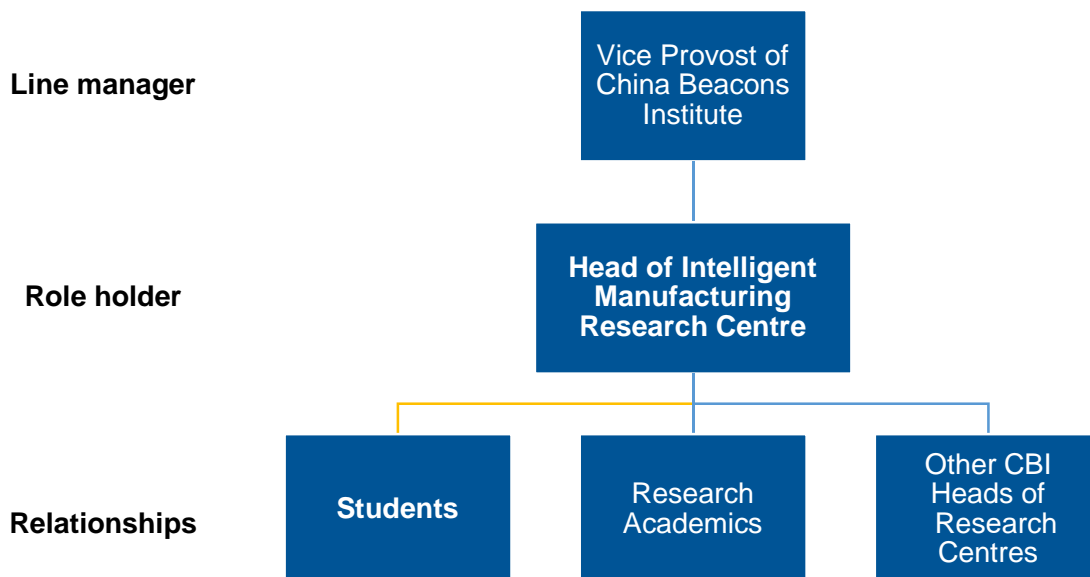 Line manager
Vice Provost of
China Beacons
Institute
Role holder
Head of Intelligent
Manufacturing
Research Centre
Relationships
Students
Research
Academics
Other CBI
Heads of
Research
Centres